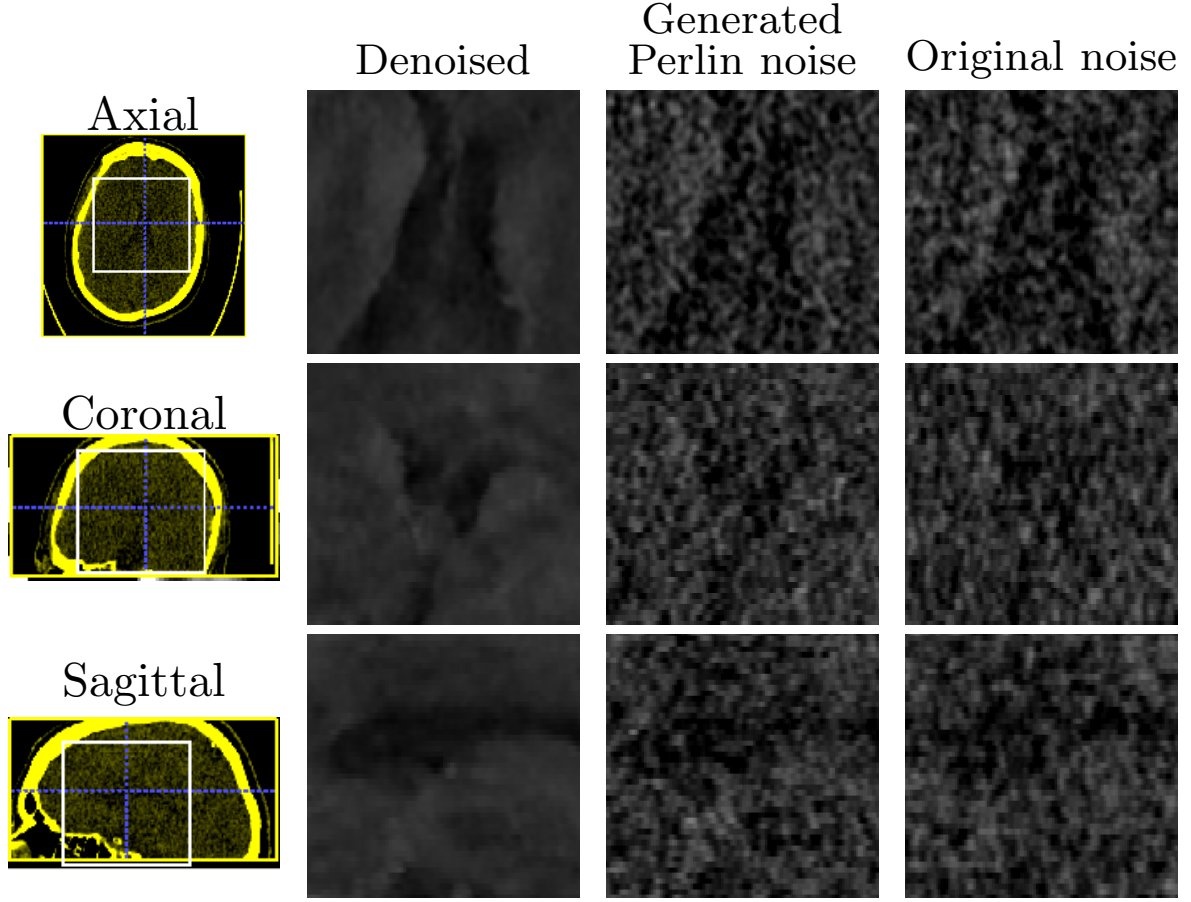 Denoised
Generated
Perlin noise
Original noise
Axial
Coronal
Sagittal